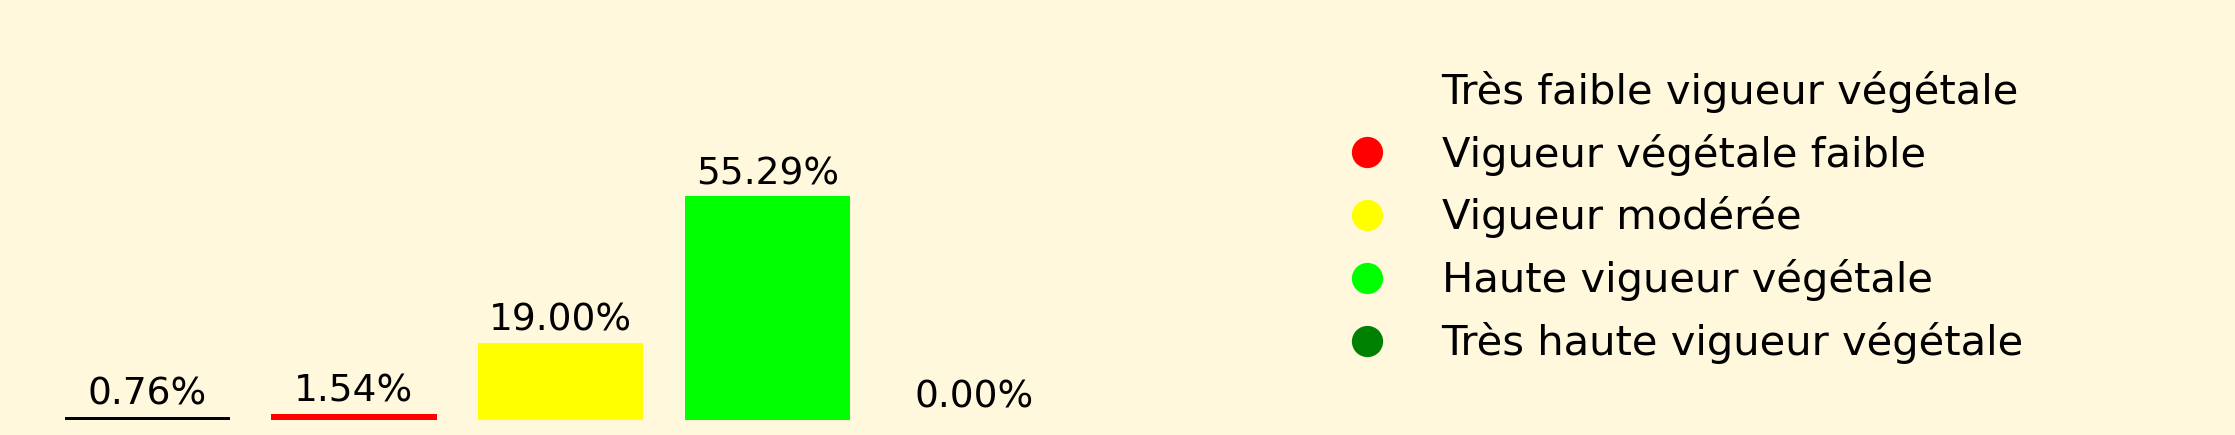 0.76%
1.54%
19.00%
55.29%
0.00%
Très faible vigueur végétale
Vigueur végétale faible
Vigueur modérée
Haute vigueur végétale
Très haute vigueur végétale